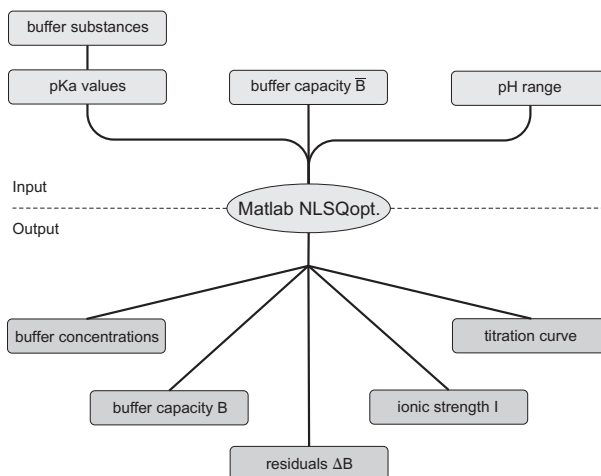 buffer substances
pKa values
buffer capacity B̅
pH range
Input
Matlab NLSQopt.
Output
buffer concentrations
titration curve
buffer capacity B
ionic strength I
residuals ΔB